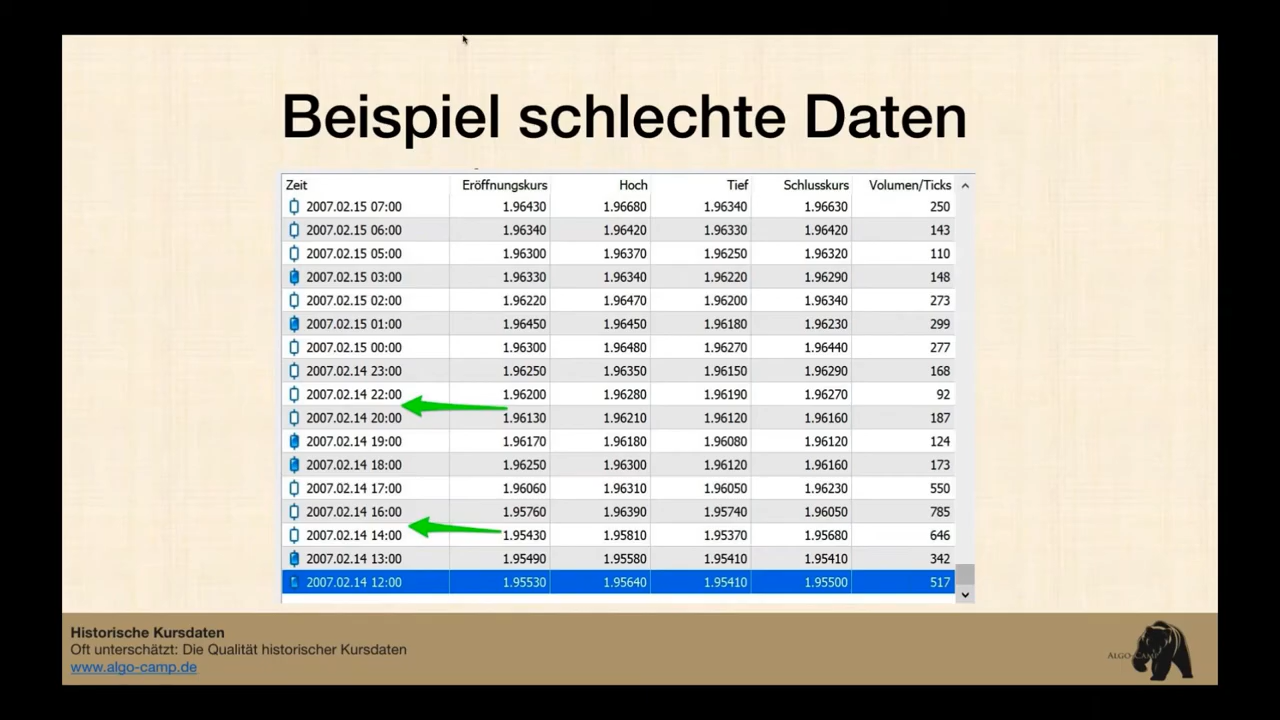 Beispiel schlechte Daten
Zeit Eröffnungskurs Hoch Tief Schlusskurs Volumen/Ticks
2007.02.15 07:00 1.96430 1.96680 1.96340 1.96630 250
2007.02.15 06:00 1.96340 1.96420 1.96330 1.96420 143
2007.02.15 05:00 1.96300 1.96370 1.96250 1.96320 110
2007.02.15 03:00 1.96330 1.96340 1.96220 1.96290 148
2007.02.15 02:00 1.96220 1.96470 1.96200 1.96340 273
2007.02.15 01:00 1.96450 1.96450 1.96180 1.96230 299
2007.02.15 00:00 1.96300 1.96480 1.96270 1.96440 277
2007.02.14 23:00 1.96250 1.96350 1.96150 1.96290 168
2007.02.14 22:00 1.96200 1.96280 1.96190 1.96270 92
2007.02.14 20:00 1.96130 1.96210 1.96120 1.96160 187
2007.02.14 19:00 1.96170 1.96180 1.96080 1.96120 124
2007.02.14 18:00 1.96250 1.96300 1.96120 1.96160 173
2007.02.14 17:00 1.96060 1.96310 1.96050 1.96230 550
2007.02.14 16:00 1.95760 1.96390 1.95740 1.96050 785
2007.02.14 14:00 1.95430 1.95810 1.95370 1.95680 646
2007.02.14 13:00 1.95490 1.95580 1.95410 1.95410 342
2007.02.14 12:00 1.95530 1.95640 1.95410 1.95500 517
Historische Kursdaten
Oft unterschätzt: Die Qualität historischer Kursdaten
www.algo-camp.de
ALGO-CAMP